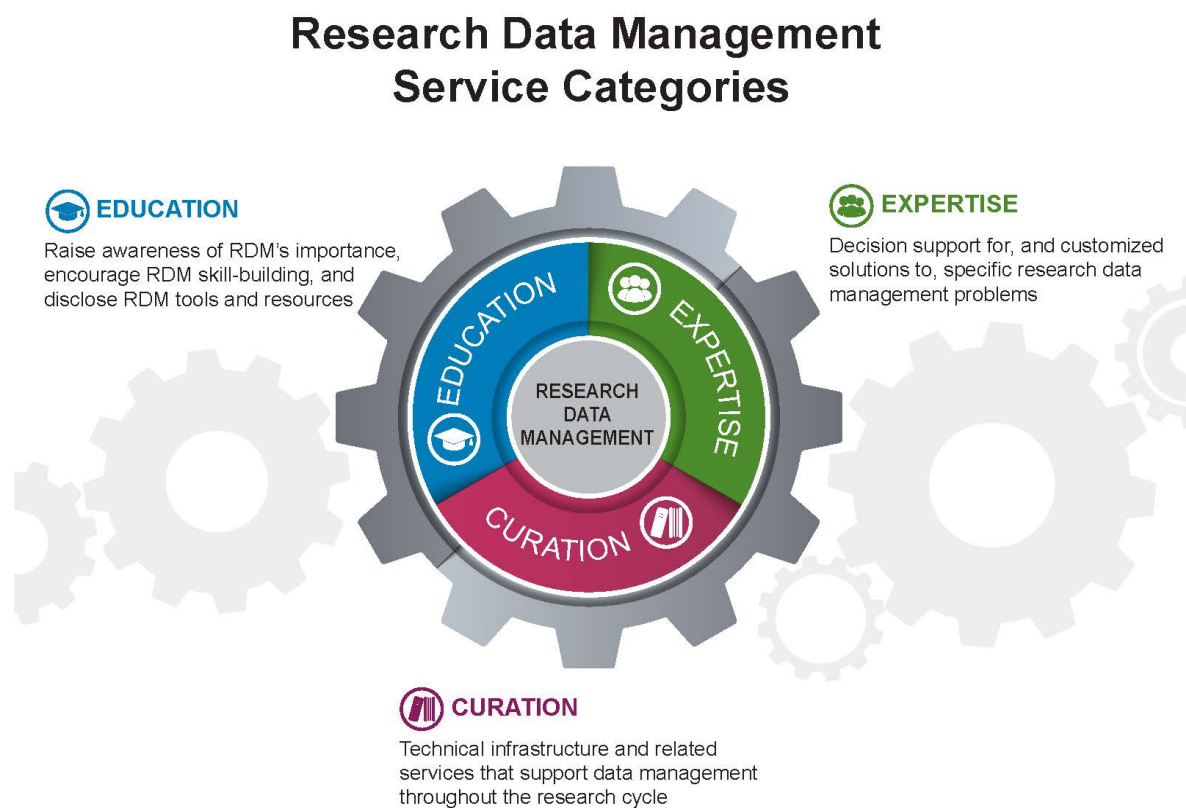 Research Data Management
Service Categories
EDUCATION
Raise awareness of RDM’s importance,
encourage RDM skill-building, and
disclose RDM tools and resources
EXPERTISE
Decision support for, and customized
solutions to, specific research data
management problems
EDUCATION
EXPERTISE
RESEARCH
DATA
MANAGEMENT
CURATION
CURATION
Technical infrastructure and related
services that support data management
throughout the research cycle